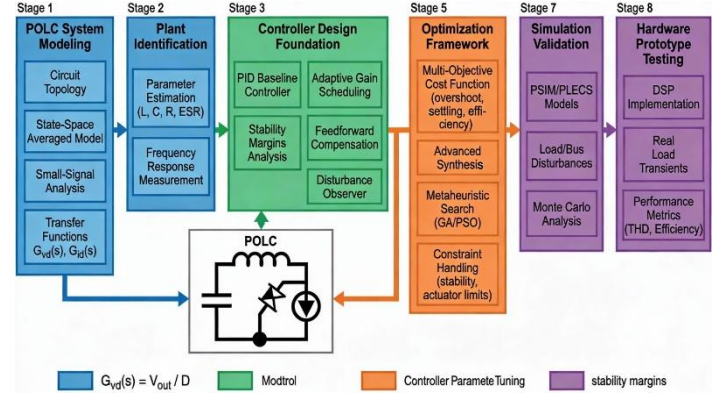 Stage 1
POLC System
Modeling
Circuit
Topology
State-Space
Averaged Model
Small-Signal
Analysis
Transfer
Functions
Gvd(s), Gid(s)
Stage 2
Plant
Identification
Parameter
Estimation
(L, C, R, ESR)
Frequency
Response
Measurement
Stage 3
Controller Design
Foundation
PID Baseline
Controller
Adaptive Gain
Scheduling
Stability
Margins
Analysis
Feedforward
Compensation
Disturbance
Observer
POLC
Stage 5
Optimization
Framework
Multi-Objective
Cost Function
(overshoot,
settling, effi-
ciency)
Advanced
Synthesis
Metaheuristic
Search
(GA/PSO)
Constraint
Handling
(stability,
actuator limits)
Stage 7
Simulation
Validation
PSIM/PLECS
Models
Load/Bus
Disturbances
Monte Carlo
Analysis
Stage 8
Hardware
Prototype
Testing
DSP
Implementation
Real
Load
Transients
Performance
Metrics
(THD, Efficiency)
Gvd(s) = Vout / D
Modtrol
Controller Paramete Tuning
stability margins